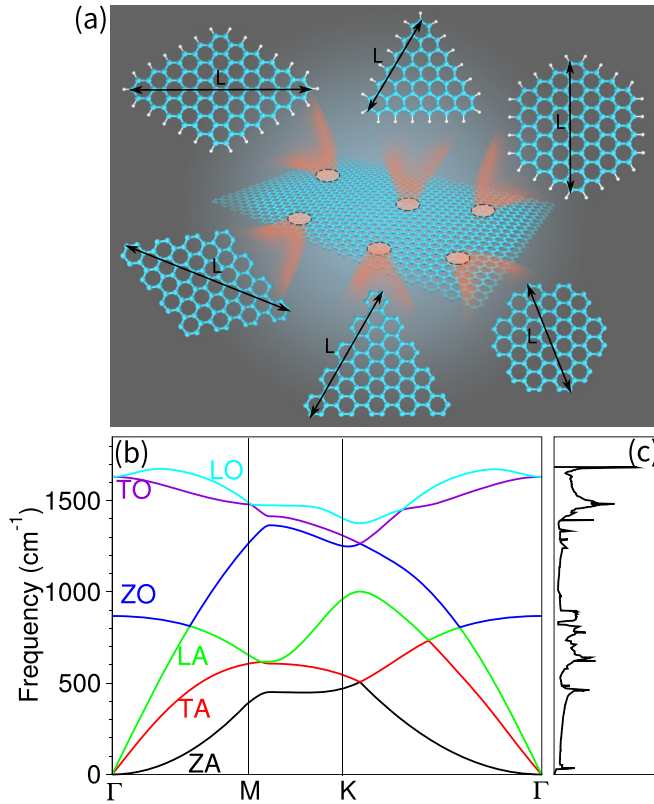 (a)
L
L
L
L
L
L
(b)
(c)
LO
TO
ZO
LA
TA
ZA
1500
1000
500
0
Frequency (cm⁻¹)
Γ
M
K
Γ